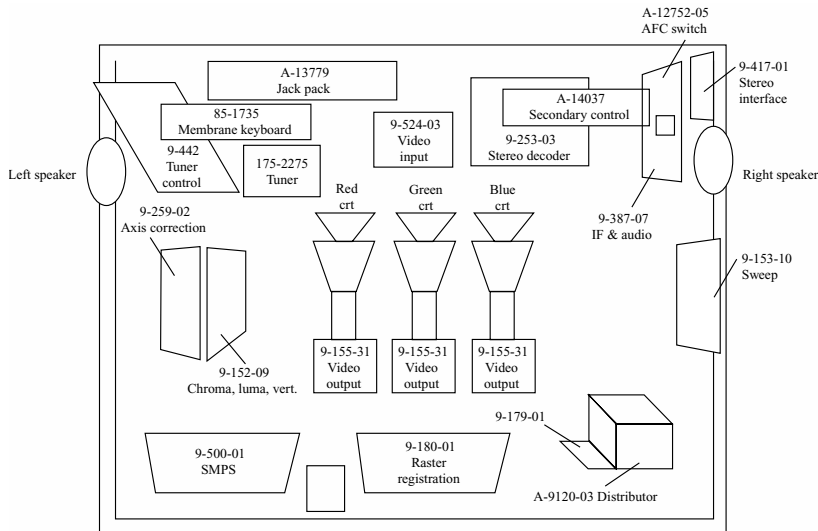 A-12752-05
AFC switch
9-417-01
Stereo
interface
A-13779
Jack pack
A-14037
Secondary control
85-1735
Membrane keyboard
9-524-03
Video
input
9-253-03
Stereo decoder
9-442
Tuner
control
175-2275
Tuner
Left speaker
Right speaker
Red
crt
Green
crt
Blue
crt
9-259-02
Axis correction
9-387-07
IF & audio
9-153-10
Sweep
9-155-31
Video
output
9-155-31
Video
output
9-155-31
Video
output
9-152-09
Chroma, luma, vert.
9-179-01
9-500-01
SMPS
9-180-01
Raster
registration
A-9120-03 Distributor